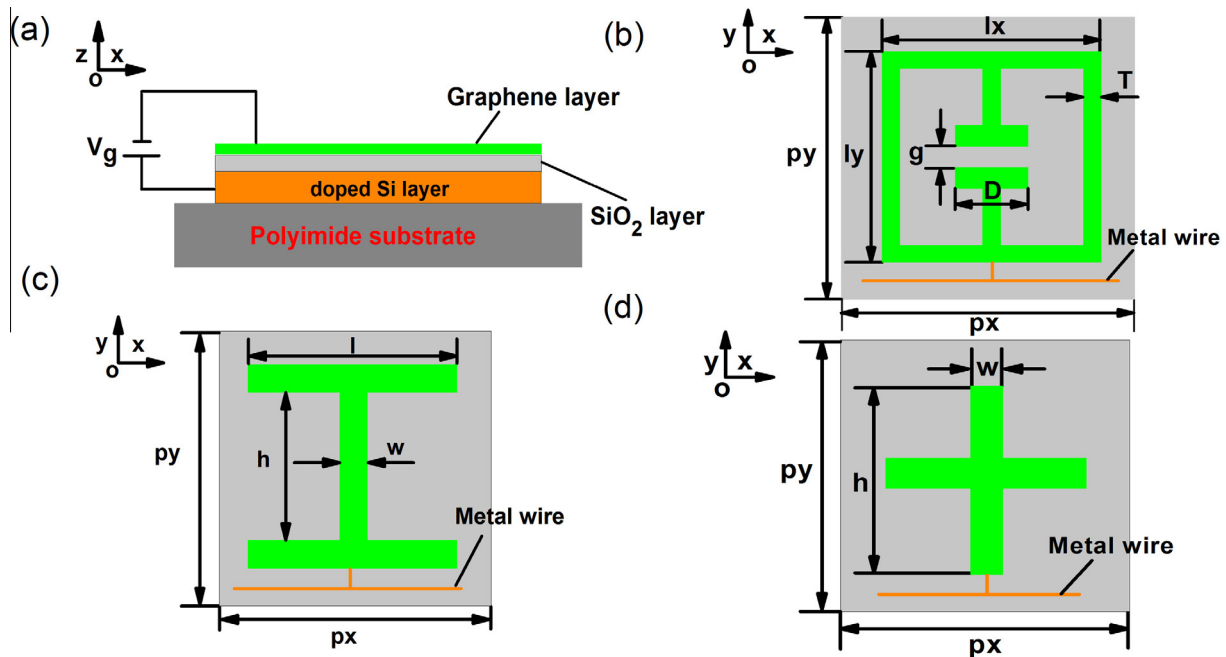 (a)
z
x
o
Graphene layer
Vg
doped Si layer
SiO2 layer
Polyimide substrate
(b)
y
x
o
lx
T
py
ly
g
D
Metal wire
px
(c)
y
x
o
l
py
h
w
Metal wire
px
(d)
y
x
o
w
py
h
Metal wire
px